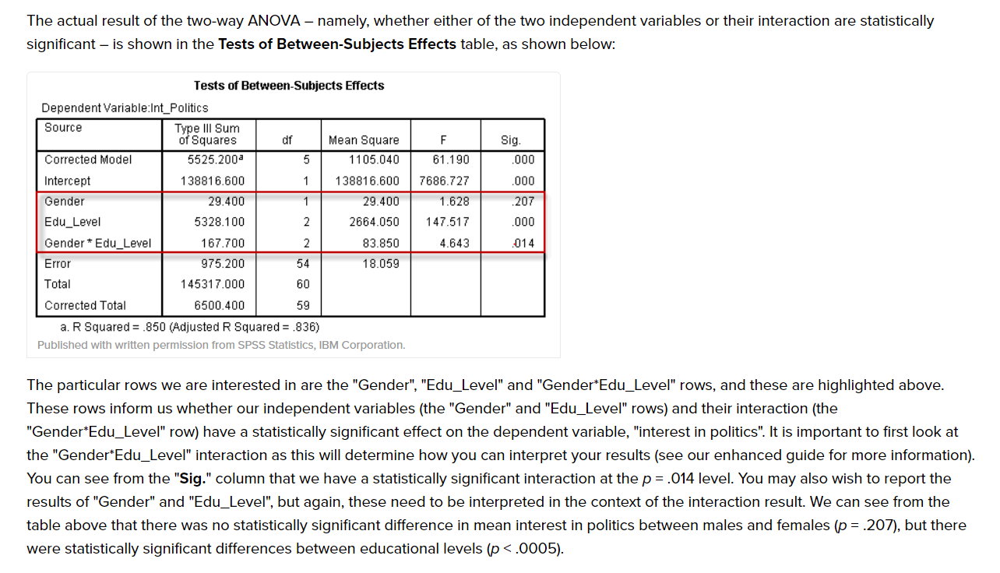 The actual result of the two-way ANOVA – namely, whether either of the two independent variables or their interaction are statistically
significant – is shown in the Tests of Between-Subjects Effects table, as shown below:
Tests of Between-Subjects Effects
Dependent Variable:Int_Politics
Source Type III Sum of Squares df Mean Square F Sig.
Corrected Model 5525.200a 5 1105.040 61.190 .000
Intercept 138816.600 1 138816.600 7686.727 .000
Gender 29.400 1 29.400 1.628 .207
Edu_Level 5328.100 2 2664.050 147.517 .000
Gender * Edu_Level 167.700 2 83.850 4.643 .014
Error 975.200 54 18.059
Total 145317.000 60
Corrected Total 6500.400 59
a. R Squared = .850 (Adjusted R Squared = .836)
Published with written permission from SPSS Statistics, IBM Corporation.
The particular rows we are interested in are the "Gender", "Edu_Level" and "Gender*Edu_Level" rows, and these are highlighted above.
These rows inform us whether our independent variables (the "Gender" and "Edu_Level" rows) and their interaction (the
"Gender*Edu_Level" row) have a statistically significant effect on the dependent variable, "interest in politics". It is important to first look at
the "Gender*Edu_Level" interaction as this will determine how you can interpret your results (see our enhanced guide for more information).
You can see from the "Sig." column that we have a statistically significant interaction at the p = .014 level. You may also wish to report the
results of "Gender" and "Edu_Level", but again, these need to be interpreted in the context of the interaction result. We can see from the
table above that there was no statistically significant difference in mean interest in politics between males and females (p = .207), but there
were statistically significant differences between educational levels (p < .0005).